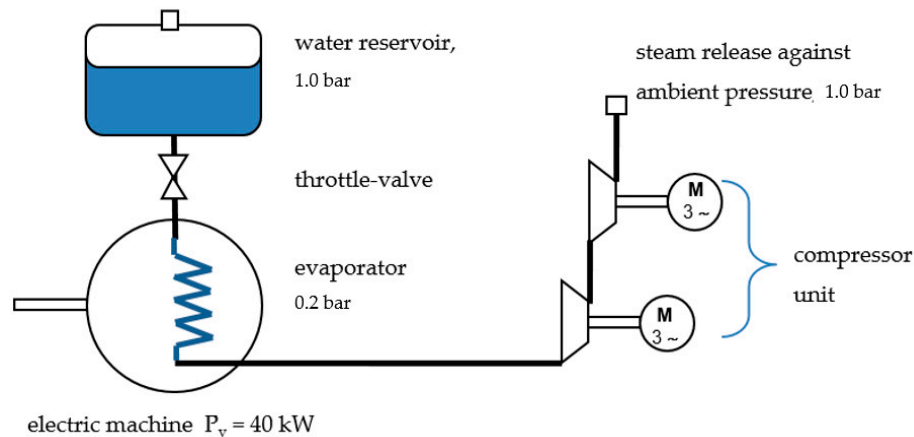 water reservoir,
1.0 bar
steam release against
ambient pressure, 1.0 bar
throttle-valve
M
3 ~
evaporator
0.2 bar
compressor
unit
M
3 ~
electric machine Pᵥ = 40 kW